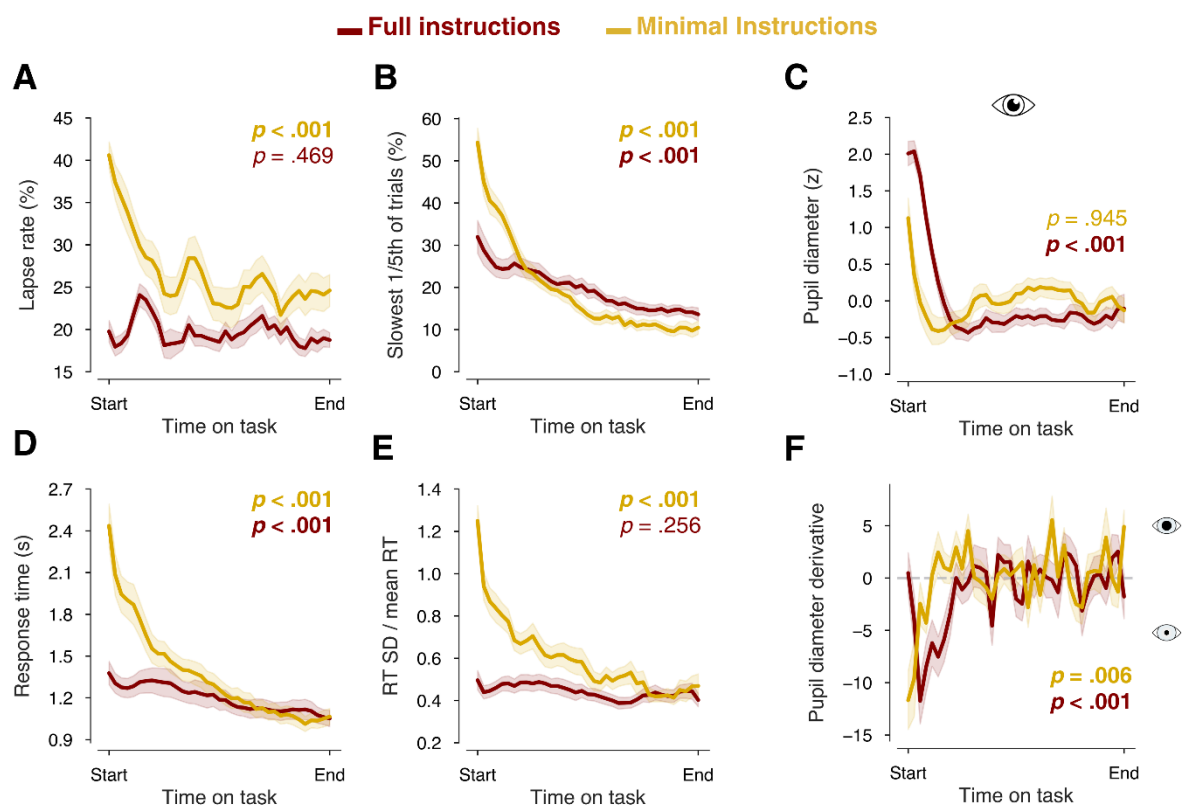 Full instructions
Minimal Instructions
A
Lapse rate (%)
45
40
35
30
25
20
15
p < .001
p = .469
Start
End
Time on task
B
Slowest 1/5th of trials (%)
60
50
40
30
20
10
0
p < .001
p < .001
Start
End
Time on task
C
Pupil diameter (z)
2.5
2.0
1.5
1.0
0.5
0.0
−0.5
−1.0
p = .945
p < .001
Start
End
Time on task
D
Response time (s)
2.7
2.4
2.1
1.8
1.5
1.2
0.9
p < .001
p < .001
Start
End
Time on task
E
RT SD / mean RT
1.4
1.2
1.0
0.8
0.6
0.4
0.2
p < .001
p = .256
Start
End
Time on task
F
Pupil diameter derivative
5
0
−5
−10
−15
p = .006
p < .001
Start
End
Time on task